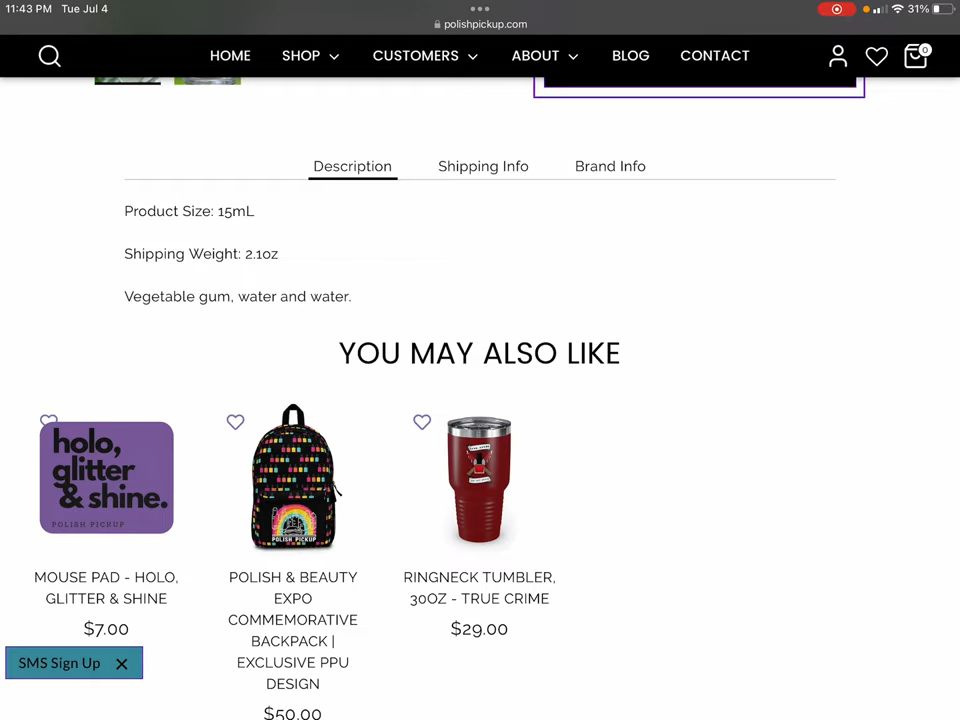 11:43 PM Tue Jul 4
31%
polishpickup.com
HOME SHOP CUSTOMERS ABOUT BLOG CONTACT
0
Description Shipping Info Brand Info
Product Size: 15mL
Shipping Weight: 2.1oz
Vegetable gum, water and water.
YOU MAY ALSO LIKE
holo,
glitter
& shine.
POLISH PICKUP
POLISH PICKUP
MOUSE PAD - HOLO,
GLITTER & SHINE
$7.00
POLISH & BEAUTY
EXPO
COMMEMORATIVE
BACKPACK |
EXCLUSIVE PPU
DESIGN
$50.00
RINGNECK TUMBLER,
30OZ - TRUE CRIME
$29.00
SMS Sign Up